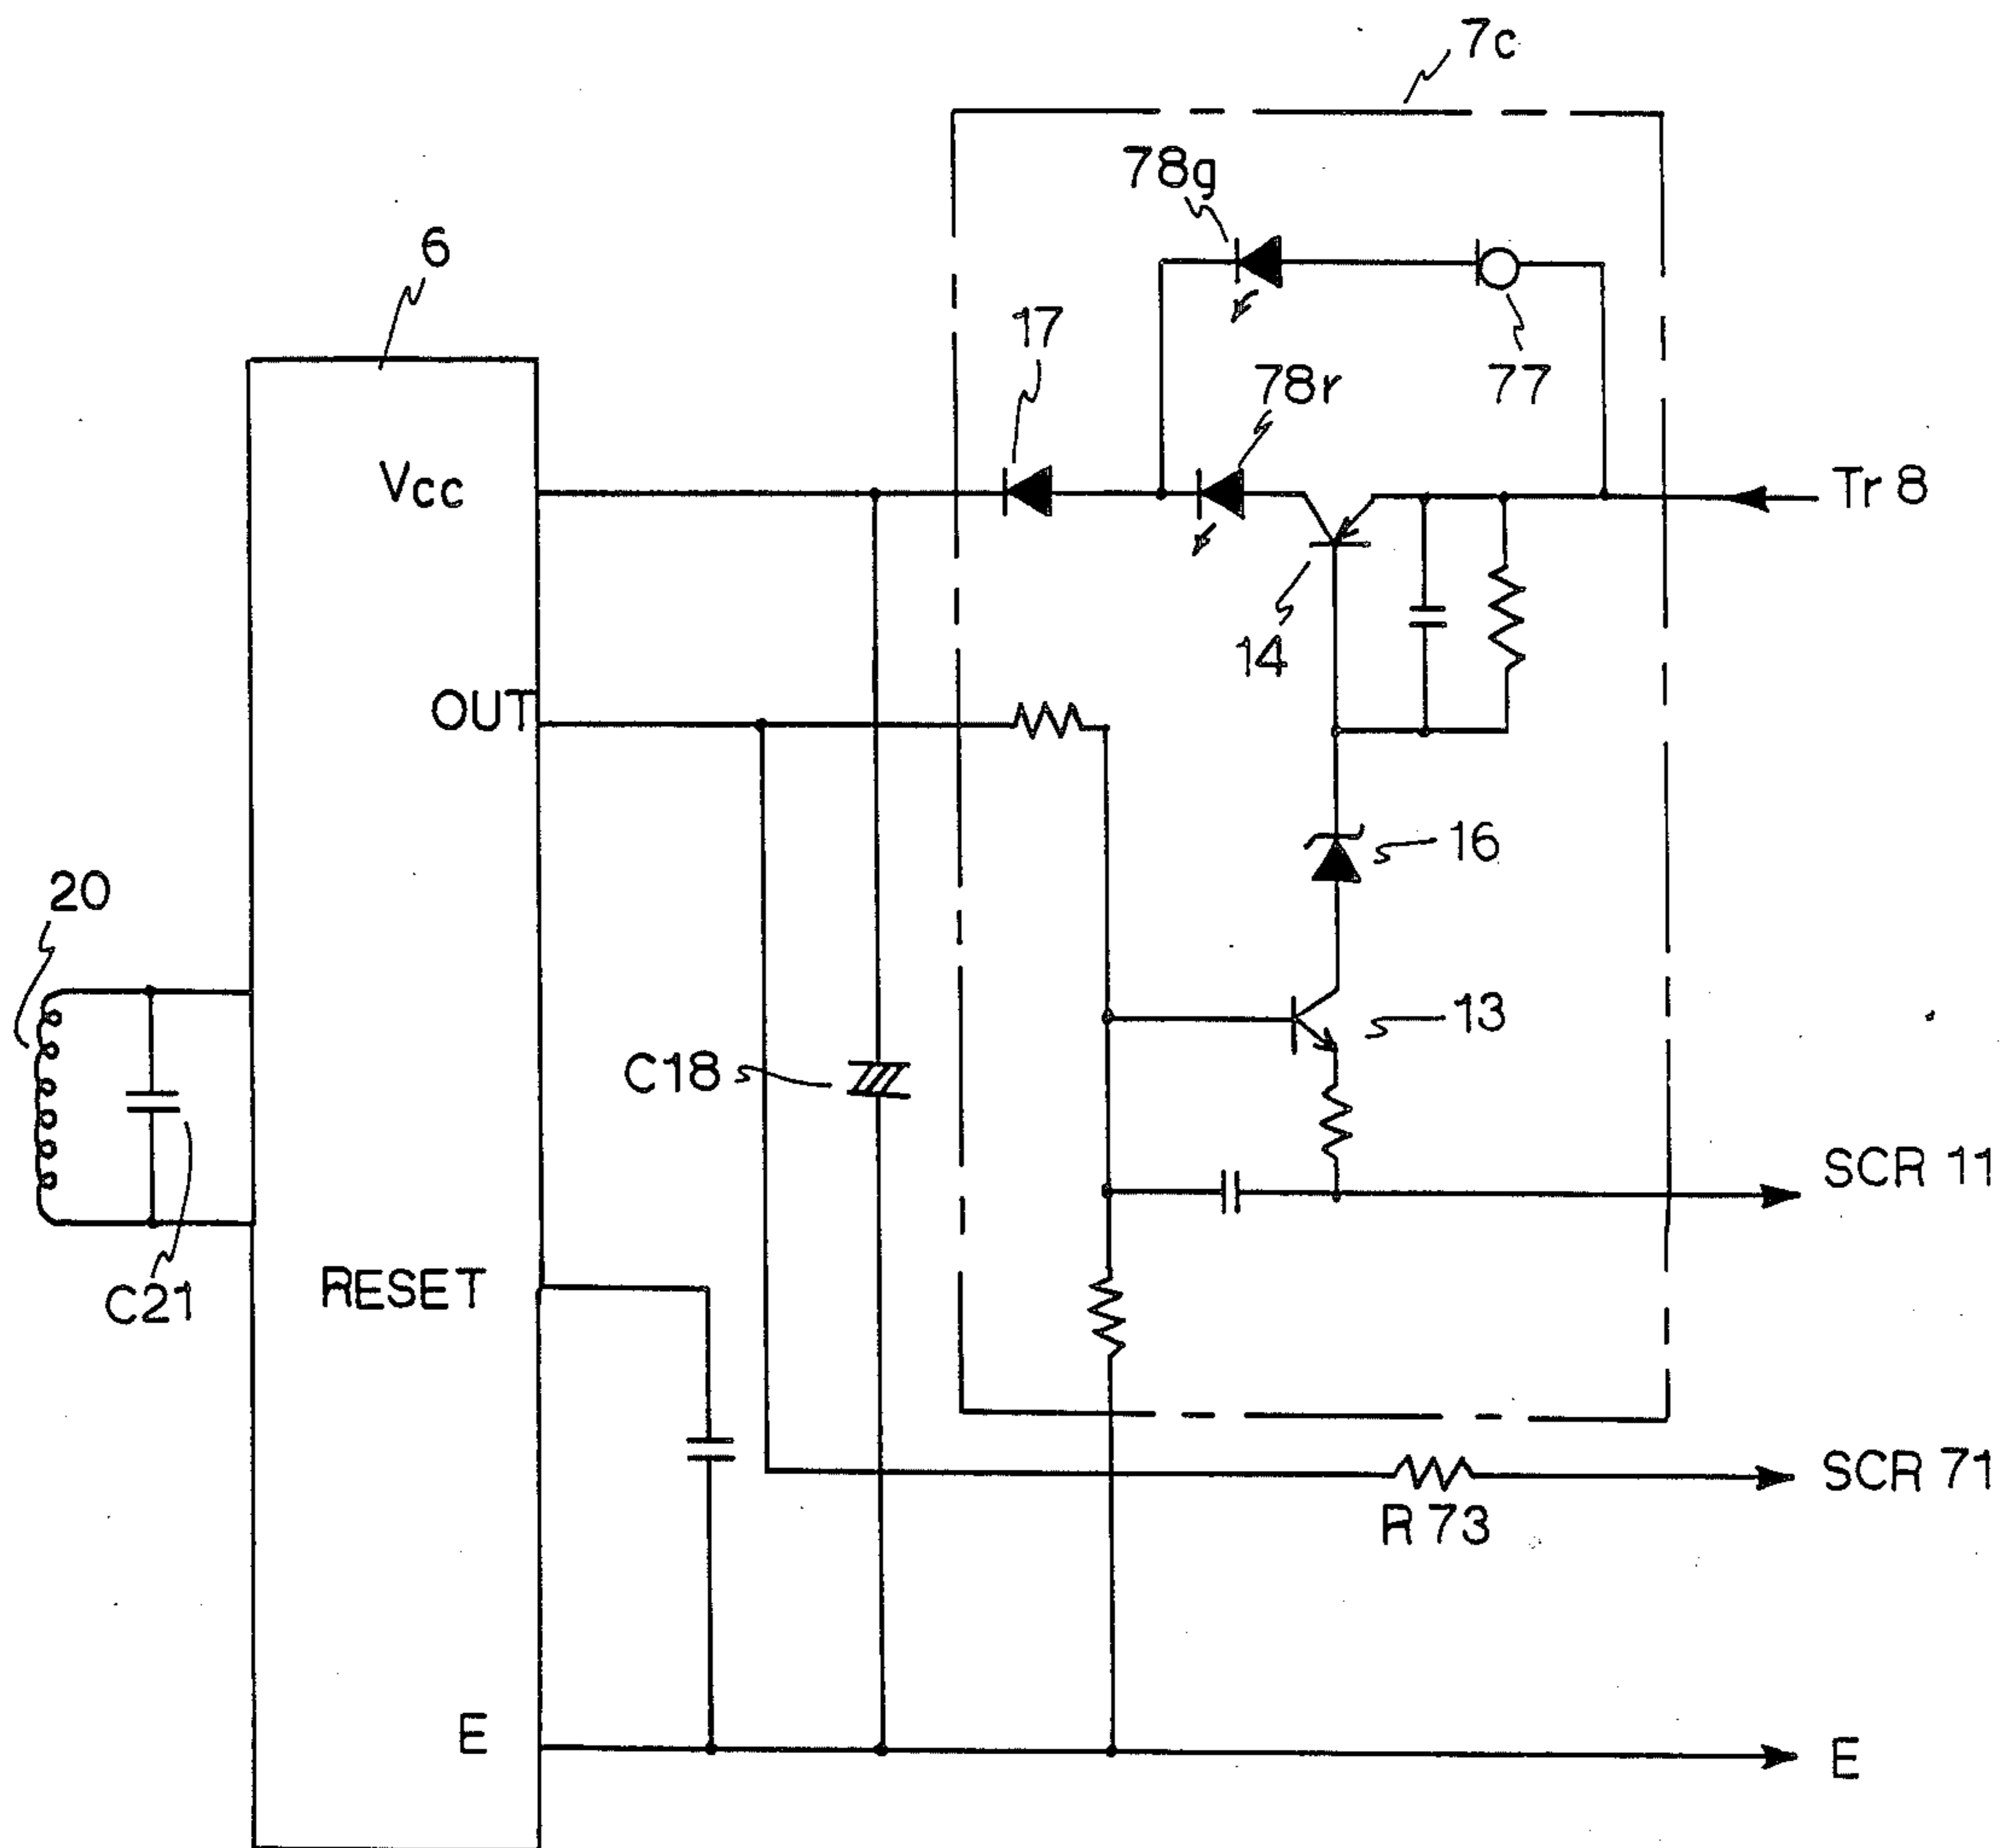 7c
78g
6
17
78r
77
Vcc
Tr 8
14
OUT
16
20
13
C18
SCR 11
RESET
C21
SCR 71
R 73
E
E